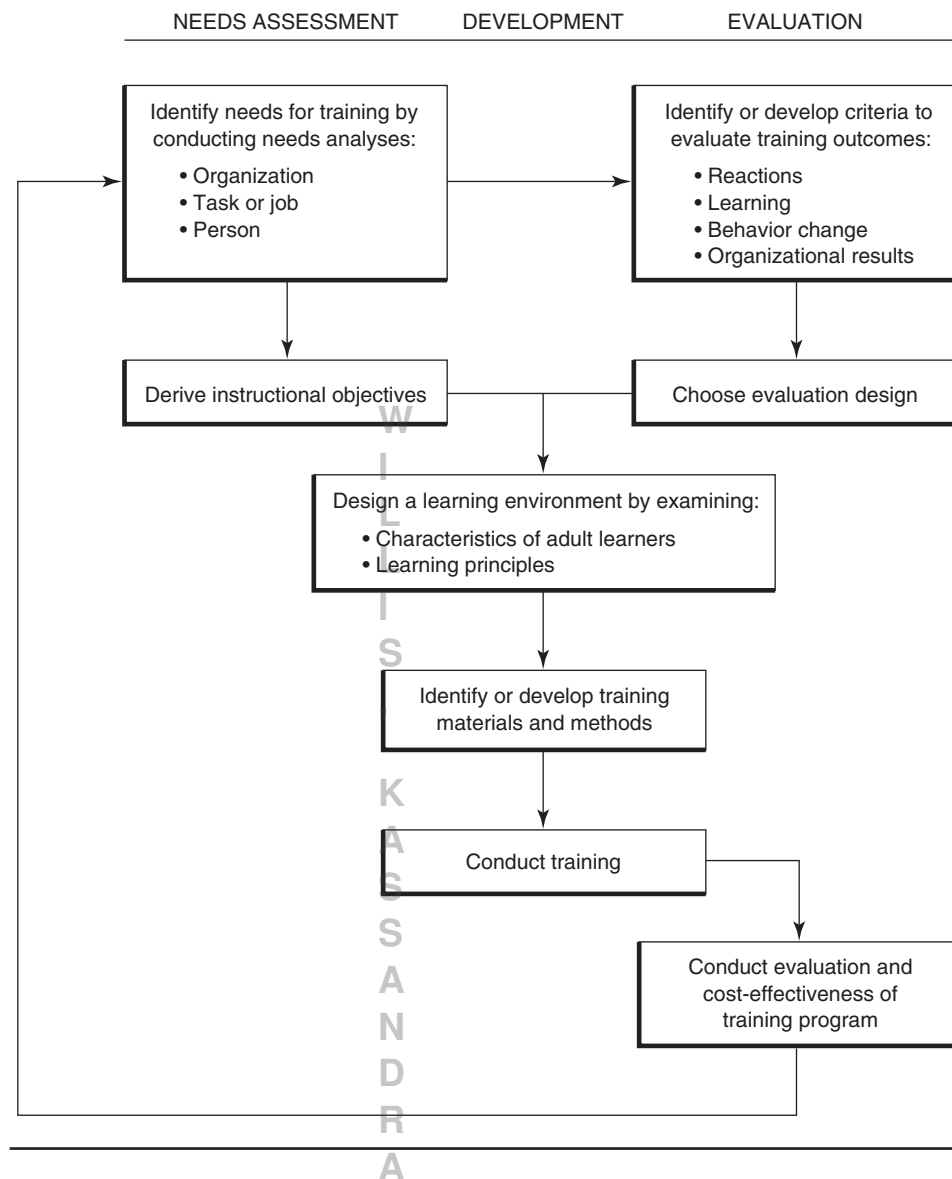 NEEDS ASSESSMENT
DEVELOPMENT
EVALUATION
Identify needs for training by
conducting needs analyses:
• Organization
• Task or job
• Person
Identify or develop criteria to
evaluate training outcomes:
• Reactions
• Learning
• Behavior change
• Organizational results
Derive instructional objectives
Choose evaluation design
Design a learning environment by examining:
• Characteristics of adult learners
• Learning principles
Identify or develop training
materials and methods
Conduct training
Conduct evaluation and
cost-effectiveness of
training program
W
I
L
L
I
S
K
A
S
S
A
N
D
R
A